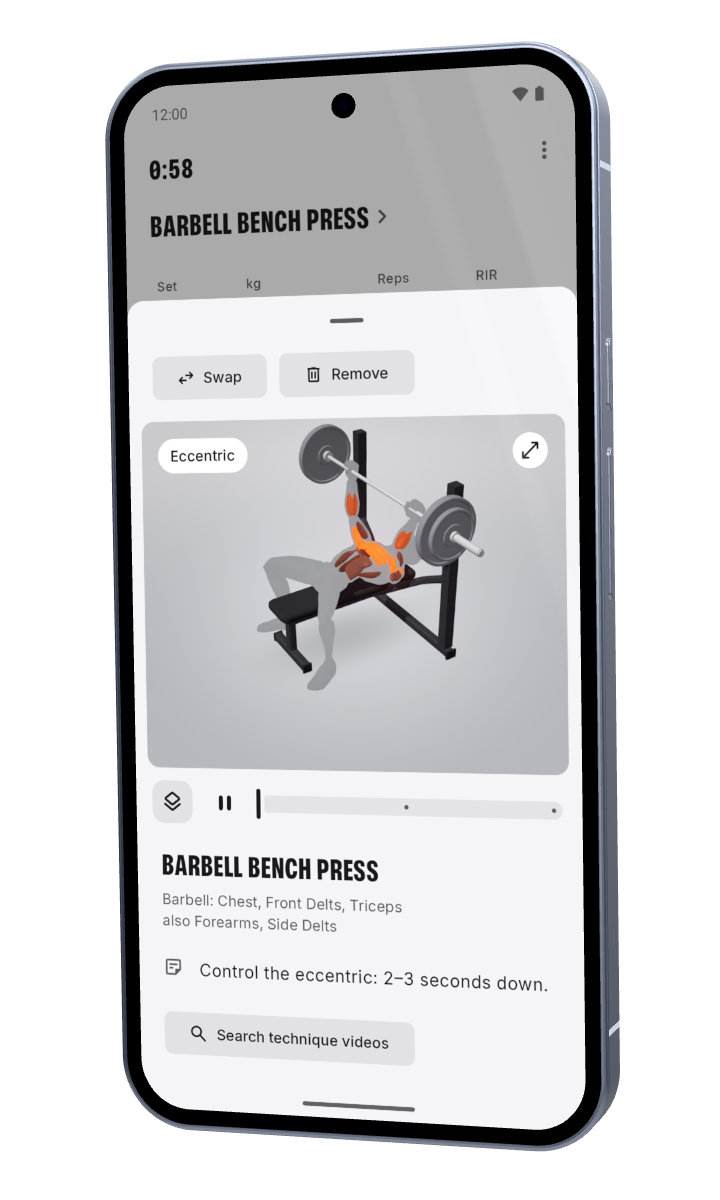 12:00
0:58
BARBELL BENCH PRESS
Set kg Reps RIR
Swap Remove
Eccentric
BARBELL BENCH PRESS
Barbell: Chest, Front Delts, Triceps
also Forearms, Side Delts
Control the eccentric: 2–3 seconds down.
Search technique videos